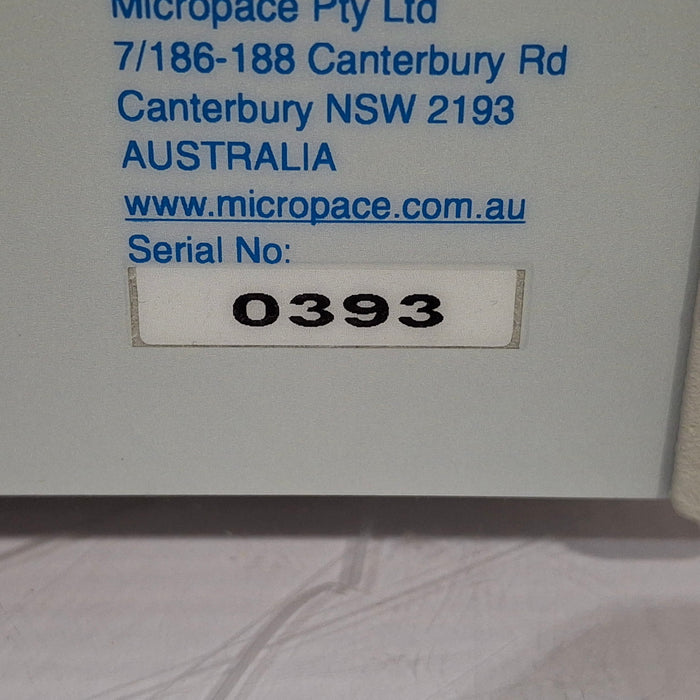 Micropace Pty Ltd
7/186-188 Canterbury Rd
Canterbury NSW 2193
AUSTRALIA
www.micropace.com.au
Serial No:
0393